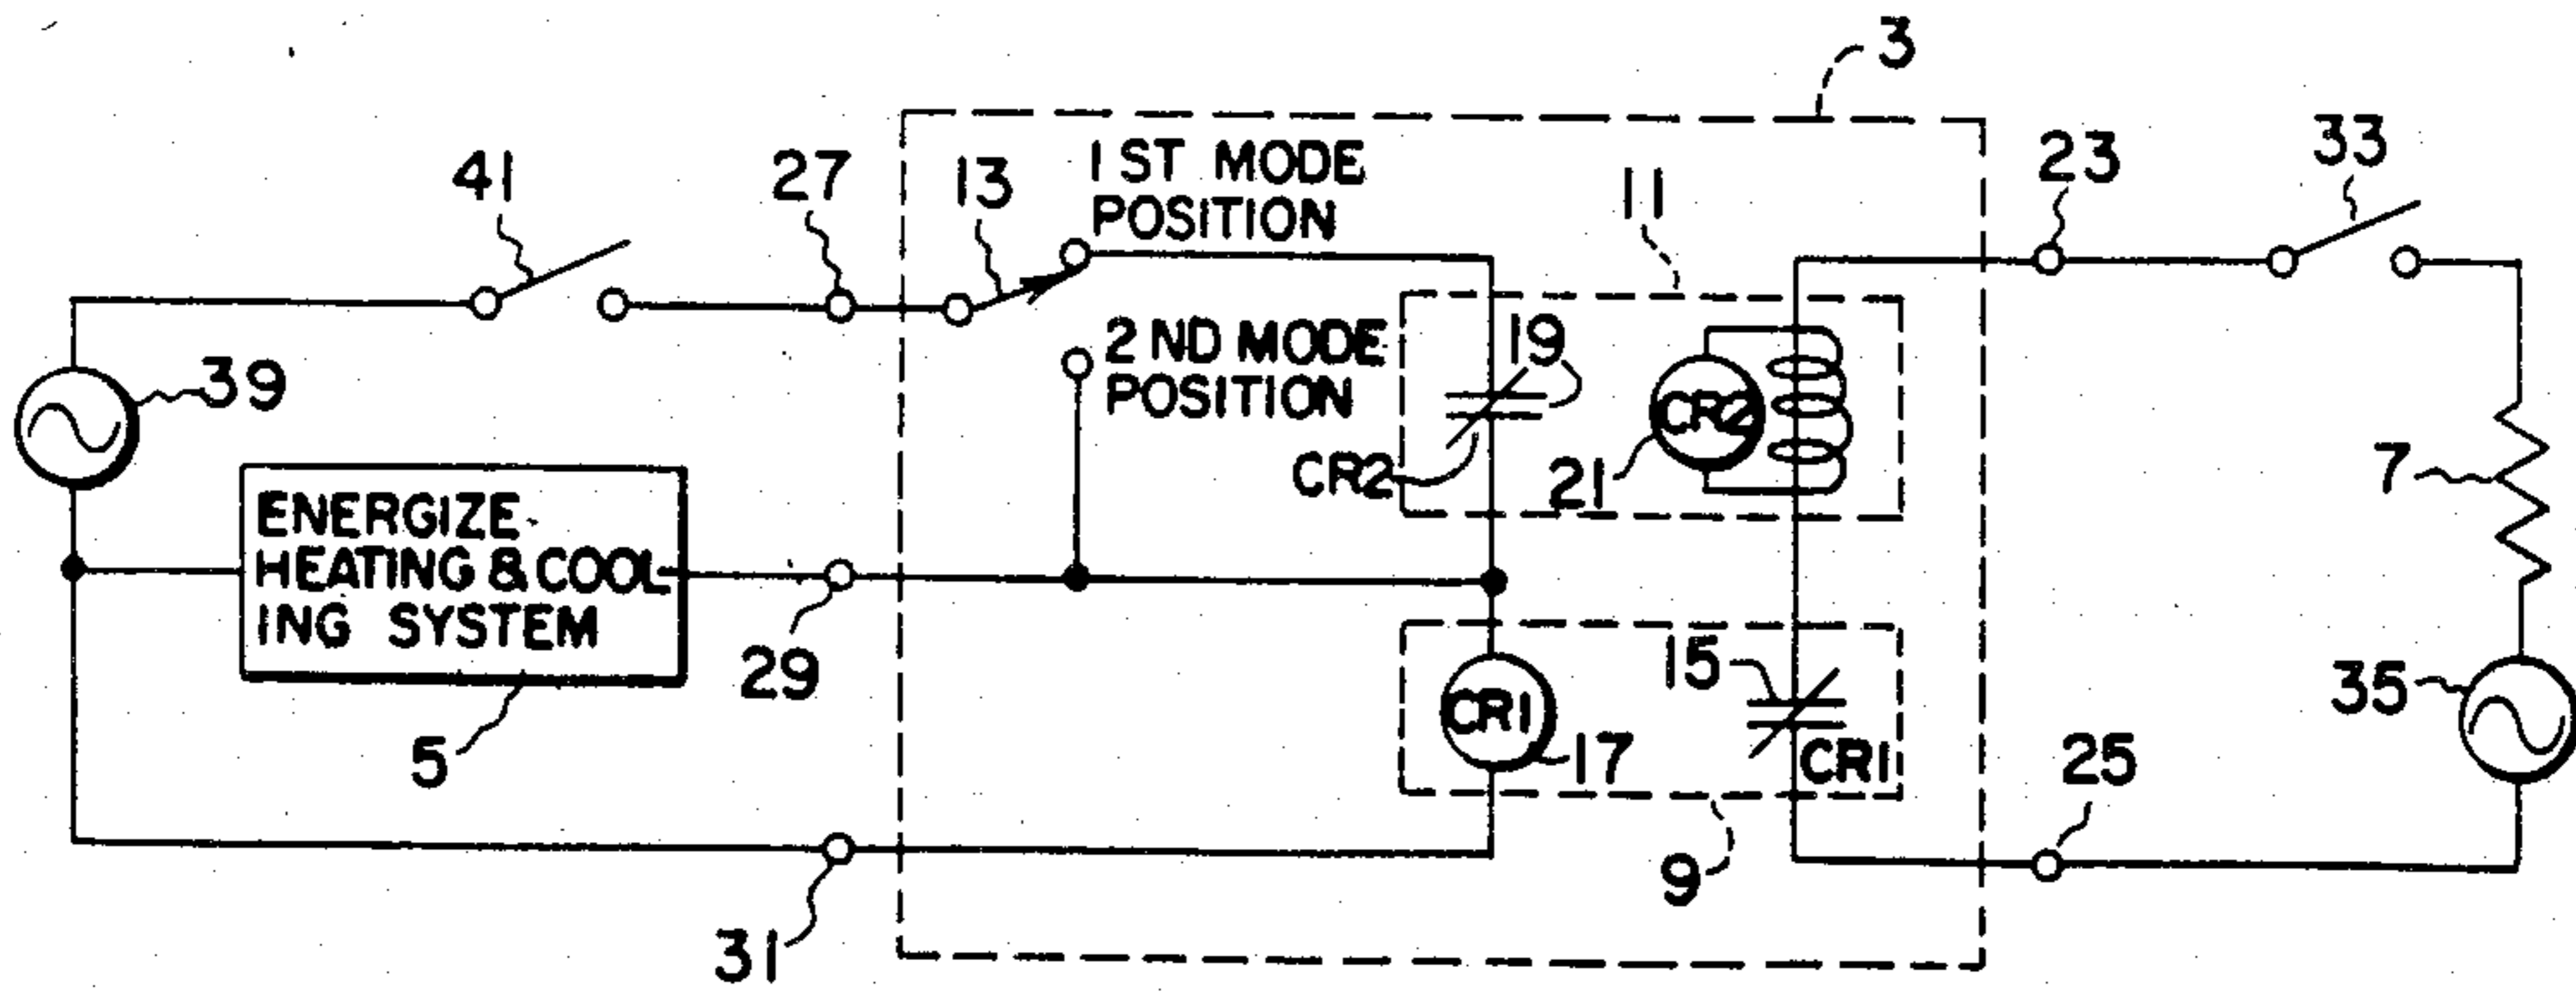 3
41
27
13
1 ST MODE
POSITION
11
23
33
39
2 ND MODE
POSITION
19
CR2
CR2
21
7
ENERGIZE
HEATING & COOL-
ING SYSTEM
29
15
CR1
17
CR1
35
5
9
25
31